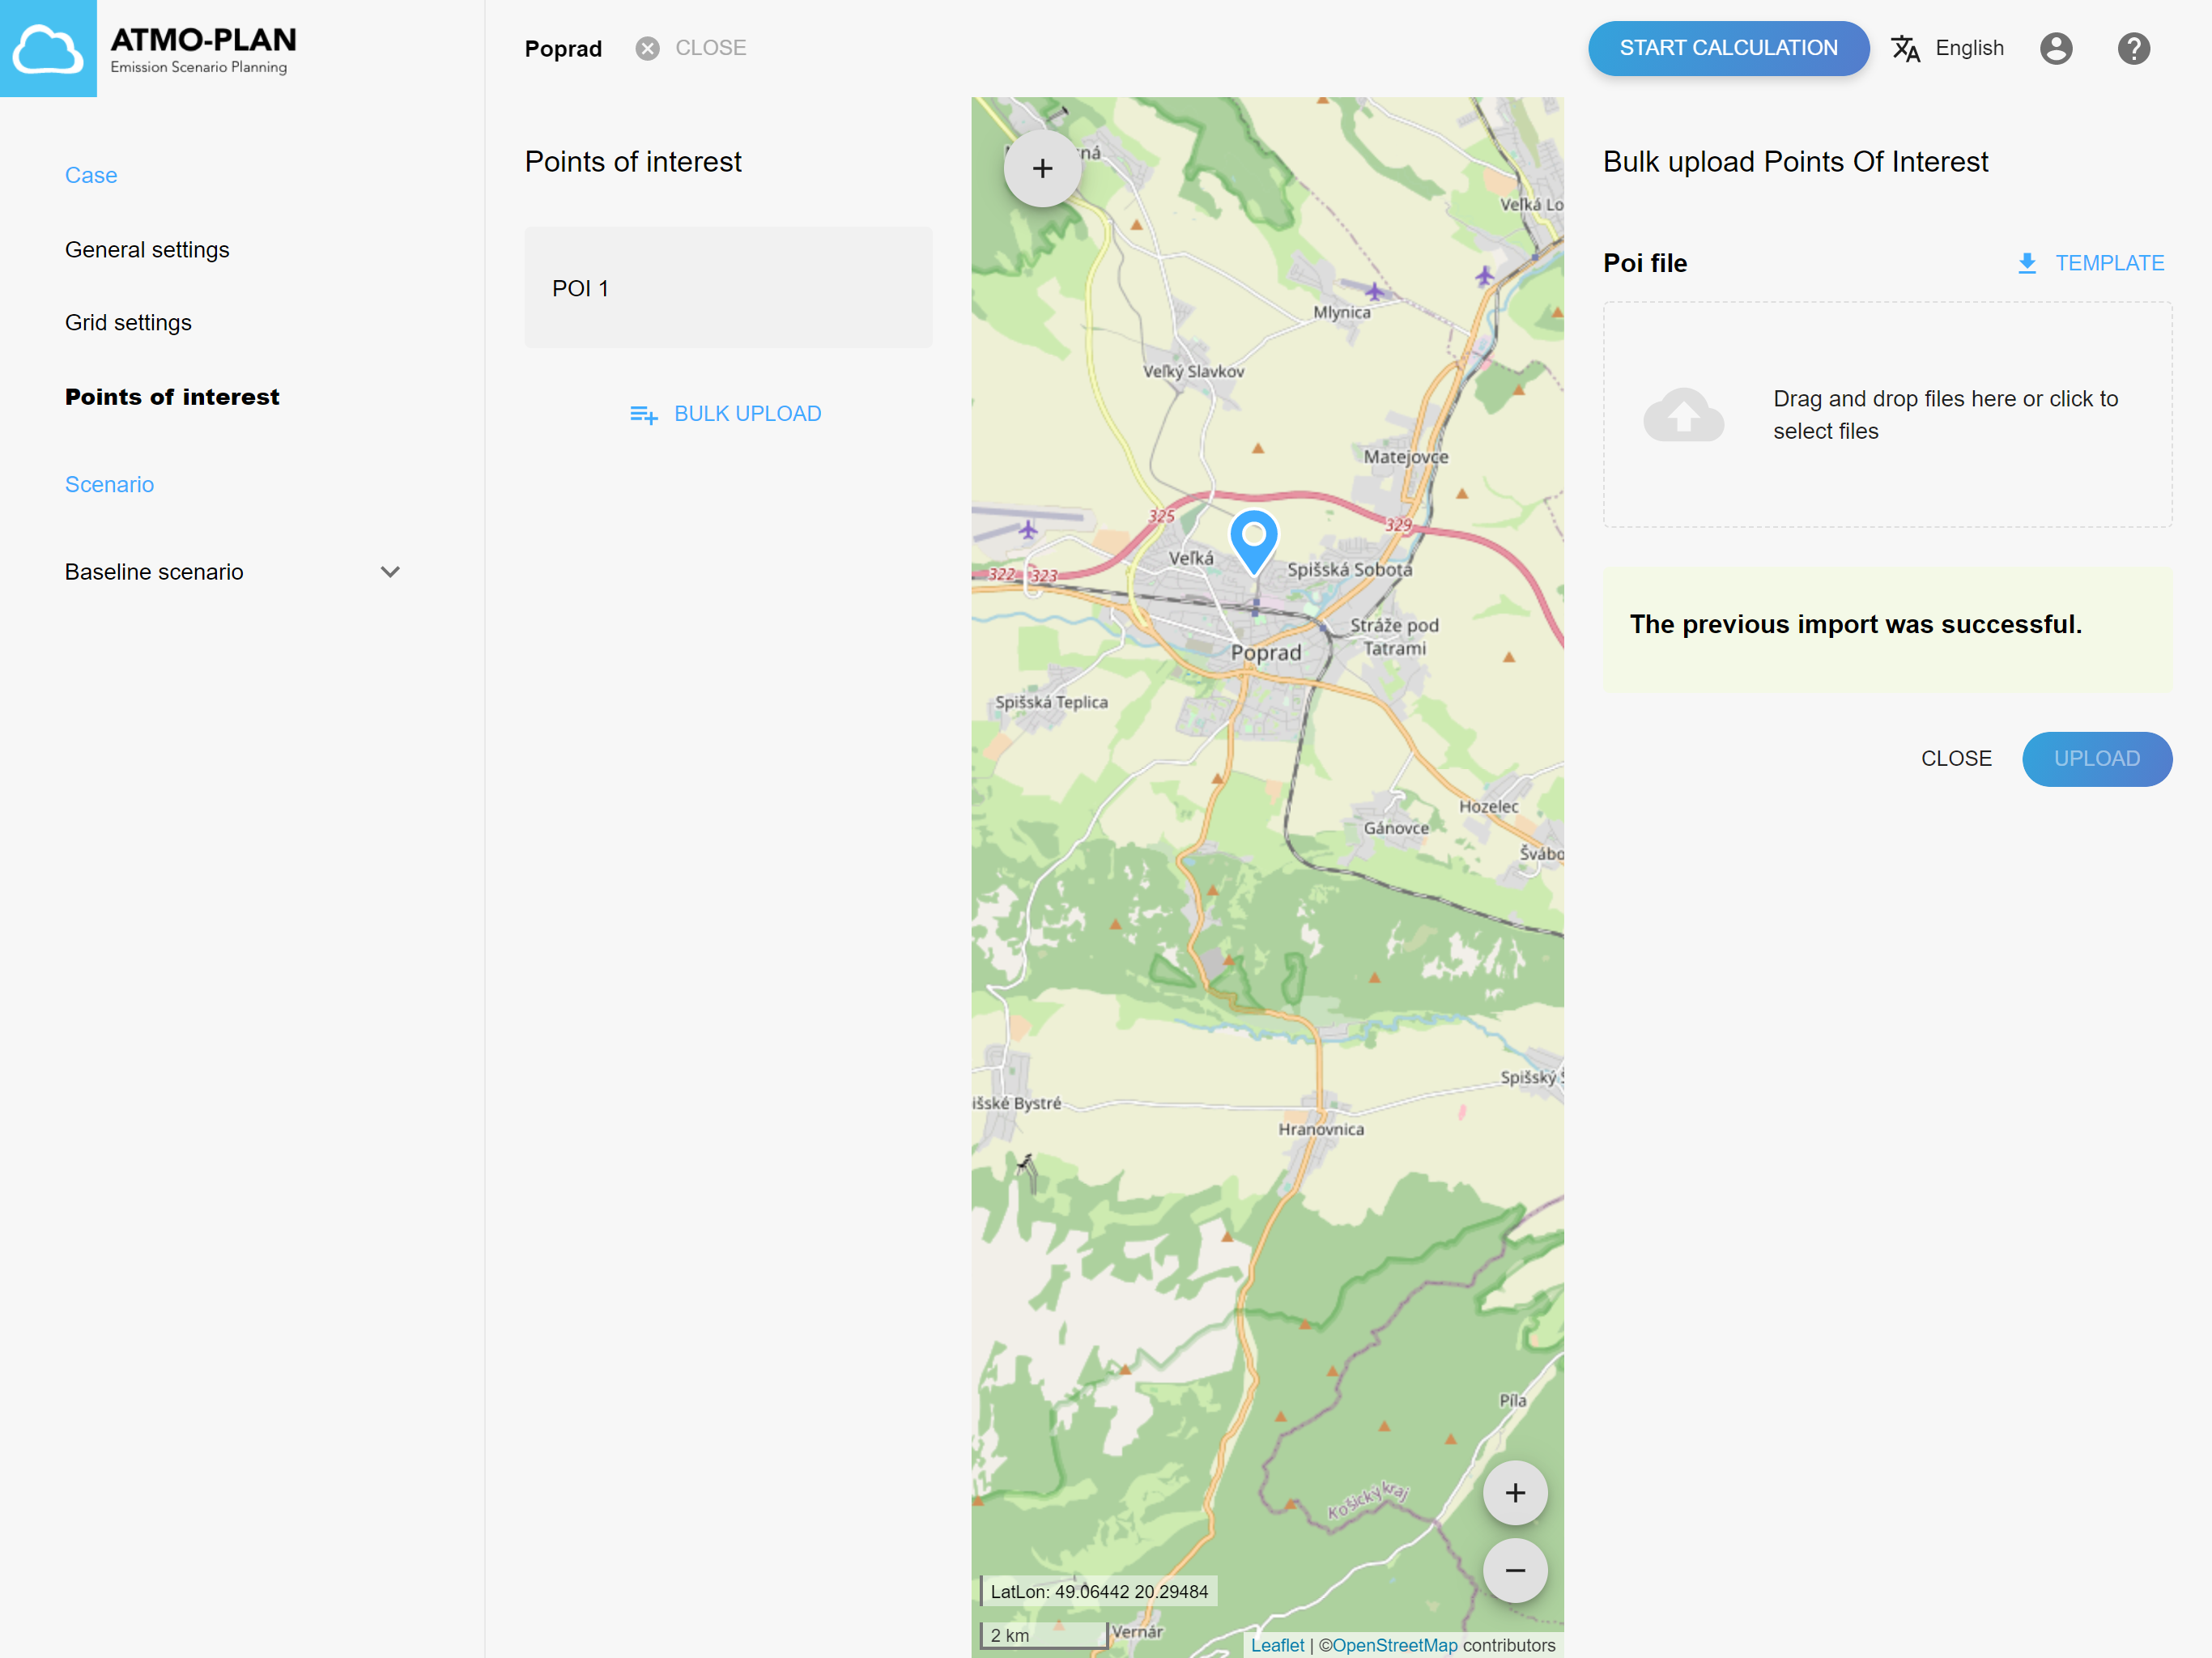 ATMO-PLAN
Emission Scenario Planning
Poprad
CLOSE
START CALCULATION
English
Case
General settings
Grid settings
Points of interest
Scenario
Baseline scenario
Points of interest
POI 1
BULK UPLOAD
ná
Veľká Lo
Mlynica
Veľký Slavkov
Matejovce
325
329
Veľká
Spišská Sobota
322
323
Stráže pod
Tatrami
Poprad
Spišská Teplica
Hozelec
Gánovce
Švábo
Spišský
išské Bystré
Hranovnica
Píla
Košický kraj
LatLon: 49.06442 20.29484
2 km
Vernár
Leaflet | ©OpenStreetMap contributors
Bulk upload Points Of Interest
Poi file
TEMPLATE
Drag and drop files here or click to
select files
The previous import was successful.
CLOSE
UPLOAD